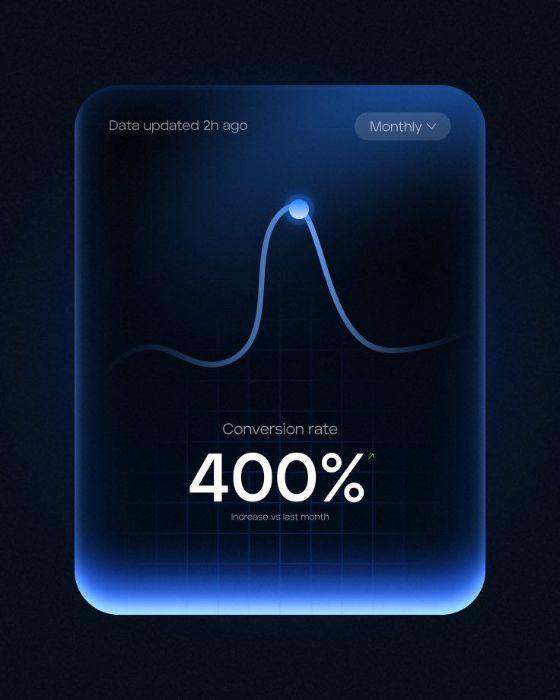 Data updated 2h ago
Monthly
Conversion rate
400%
Increase vs last month